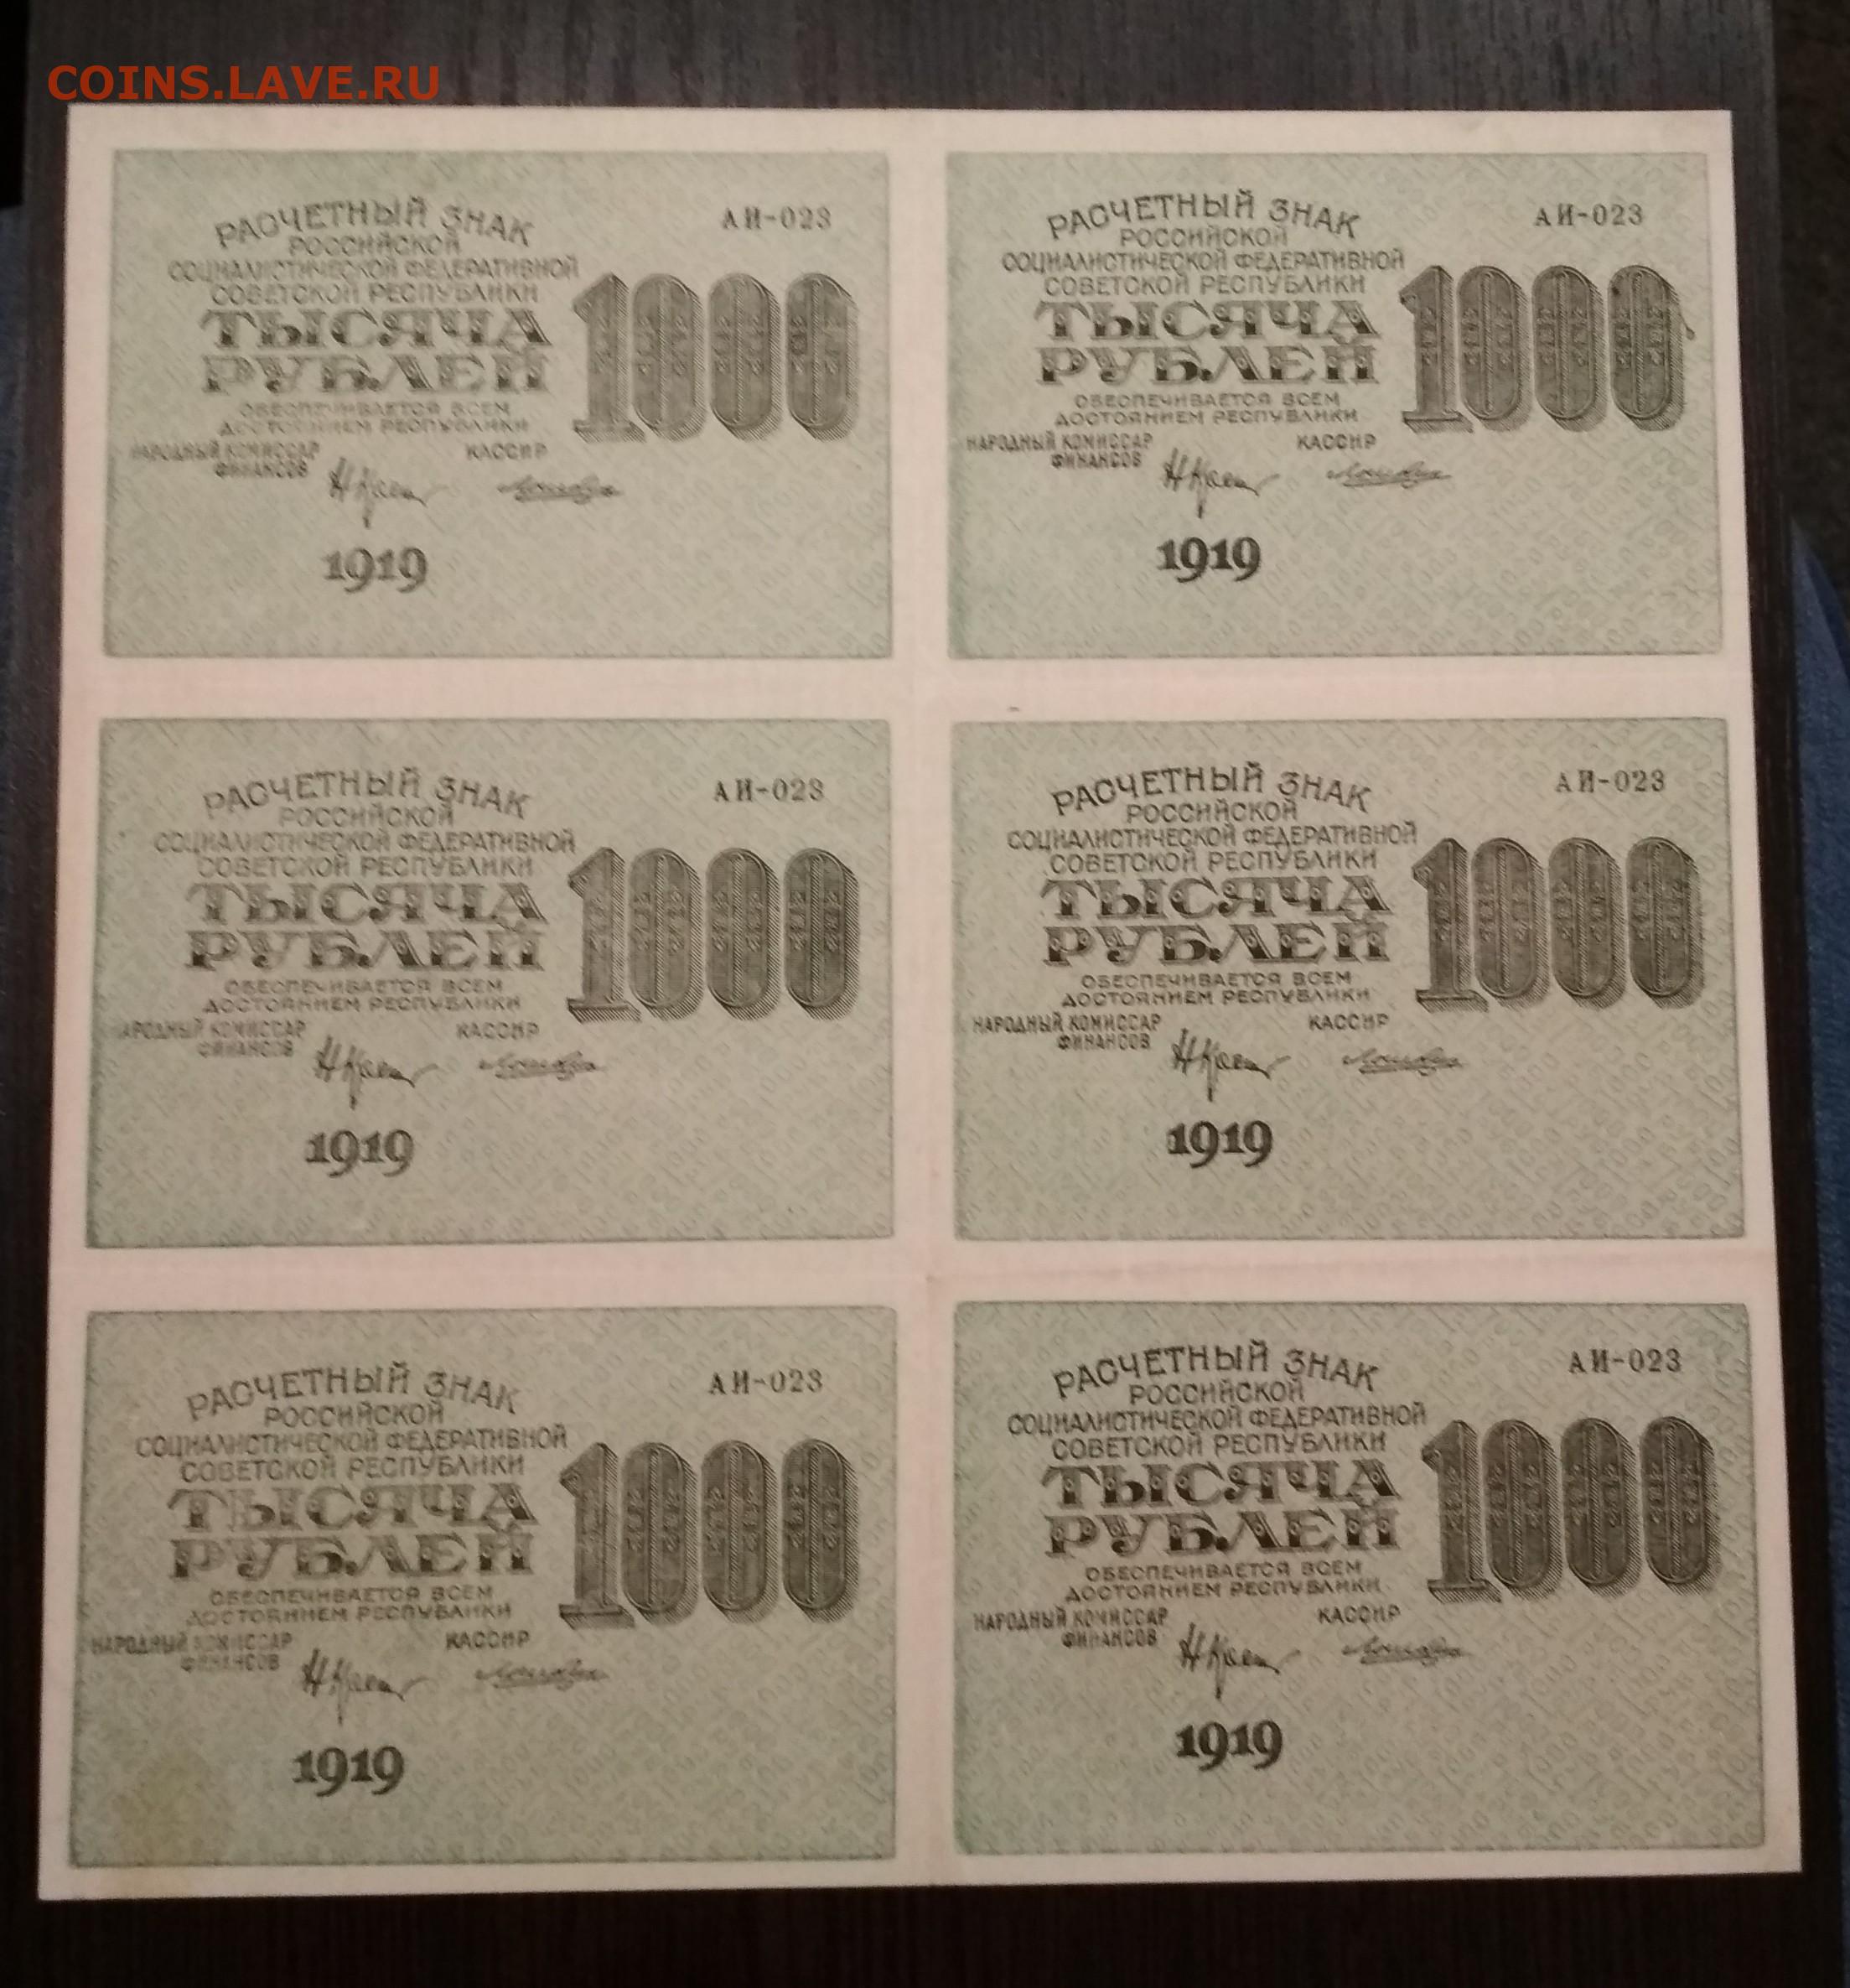 COINS.LAVE.RU
РАСЧЕТНЫЙ ЗНАК
АИ-023
РОССИЙСКОЙ
СОЦИАЛИСТИЧЕСКОЙ ФЕДЕРАТИВНОЙ
СОВЕТСКОЙ РЕСПУБЛИКИ
ТЫСЯЧА
РУБЛЕЙ
1000
ОБЕСПЕЧИВАЕТСЯ ВСЕМ
ДОСТОЯНИЕМ РЕСПУБЛИКИ
НАРОДНЫЙ КОМИССАР
ФИНАНСОВ
КАССИР
1919
РАСЧЕТНЫЙ ЗНАК
АИ-023
РОССИЙСКОЙ
СОЦИАЛИСТИЧЕСКОЙ ФЕДЕРАТИВНОЙ
СОВЕТСКОЙ РЕСПУБЛИКИ
ТЫСЯЧА
РУБЛЕЙ
1000
ОБЕСПЕЧИВАЕТСЯ ВСЕМ
ДОСТОЯНИЕМ РЕСПУБЛИКИ
НАРОДНЫЙ КОМИССАР
ФИНАНСОВ
КАССИР
1919
РАСЧЕТНЫЙ ЗНАК
АИ-023
РОССИЙСКОЙ
СОЦИАЛИСТИЧЕСКОЙ ФЕДЕРАТИВНОЙ
СОВЕТСКОЙ РЕСПУБЛИКИ
ТЫСЯЧА
РУБЛЕЙ
1000
ОБЕСПЕЧИВАЕТСЯ ВСЕМ
ДОСТОЯНИЕМ РЕСПУБЛИКИ
НАРОДНЫЙ КОМИССАР
ФИНАНСОВ
КАССИР
1919
РАСЧЕТНЫЙ ЗНАК
АИ-023
РОССИЙСКОЙ
СОЦИАЛИСТИЧЕСКОЙ ФЕДЕРАТИВНОЙ
СОВЕТСКОЙ РЕСПУБЛИКИ
ТЫСЯЧА
РУБЛЕЙ
1000
ОБЕСПЕЧИВАЕТСЯ ВСЕМ
ДОСТОЯНИЕМ РЕСПУБЛИКИ
НАРОДНЫЙ КОМИССАР
ФИНАНСОВ
КАССИР
1919
РАСЧЕТНЫЙ ЗНАК
АИ-023
РОССИЙСКОЙ
СОЦИАЛИСТИЧЕСКОЙ ФЕДЕРАТИВНОЙ
СОВЕТСКОЙ РЕСПУБЛИКИ
ТЫСЯЧА
РУБЛЕЙ
1000
ОБЕСПЕЧИВАЕТСЯ ВСЕМ
ДОСТОЯНИЕМ РЕСПУБЛИКИ
НАРОДНЫЙ КОМИССАР
ФИНАНСОВ
КАССИР
1919
РАСЧЕТНЫЙ ЗНАК
АИ-023
РОССИЙСКОЙ
СОЦИАЛИСТИЧЕСКОЙ ФЕДЕРАТИВНОЙ
СОВЕТСКОЙ РЕСПУБЛИКИ
ТЫСЯЧА
РУБЛЕЙ
1000
ОБЕСПЕЧИВАЕТСЯ ВСЕМ
ДОСТОЯНИЕМ РЕСПУБЛИКИ
НАРОДНЫЙ КОМИССАР
ФИНАНСОВ
КАССИР
1919